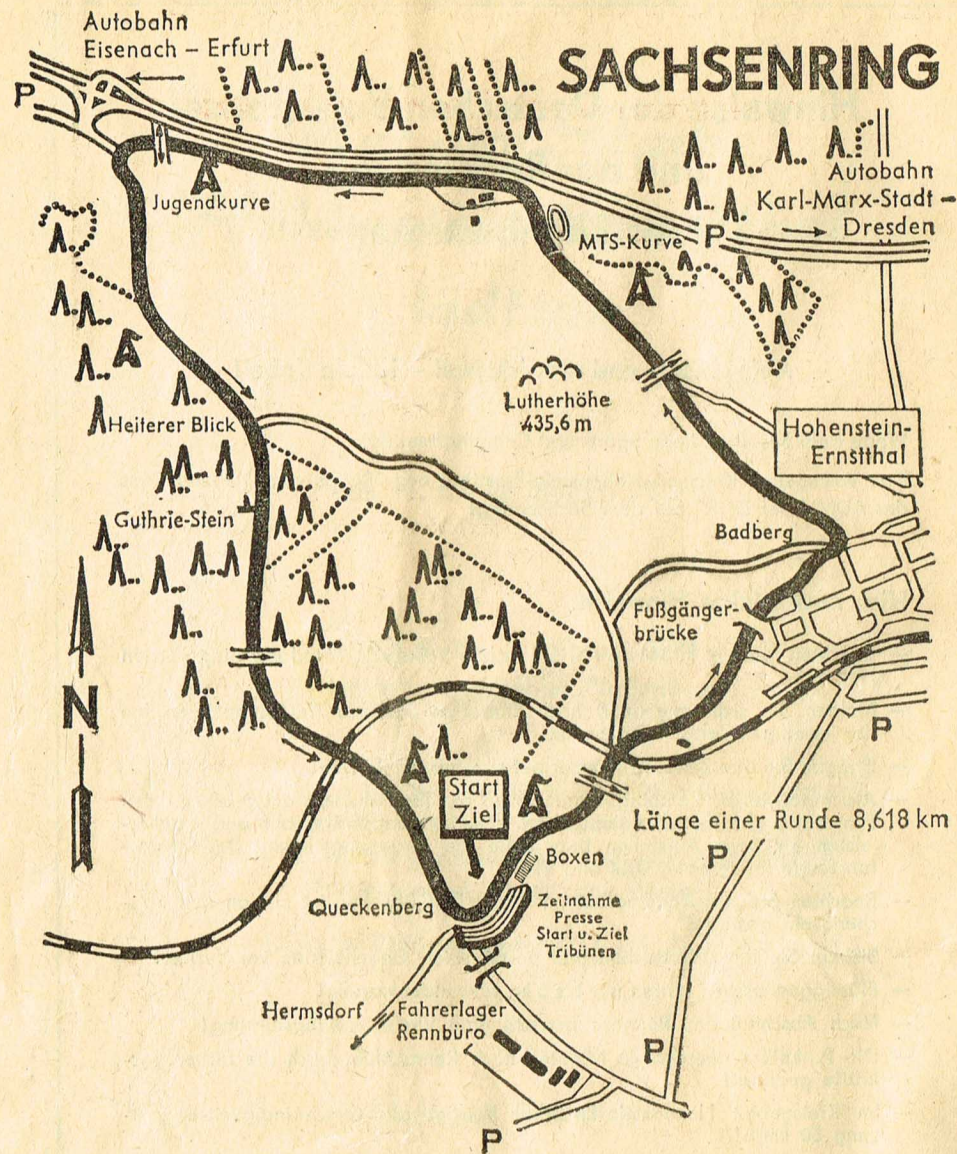 Autobahn
Eisenach – Erfurt
SACHSENRING
P
Autobahn
Karl-Marx-Stadt –
Dresden
Jugendkurve
MTS-Kurve
P
Lutherhöhe
435,6 m
Heiterer Blick
Hohenstein-
Ernstthal
Guthrie-Stein
Badberg
Fußgänger-
brücke
N
P
Start
Ziel
Länge einer Runde 8,618 km
P
Boxen
Queckenberg
Zeitnahme
Presse
Start u. Ziel
Tribünen
Hermsdorf
Fahrerlager
Rennbüro
P
P